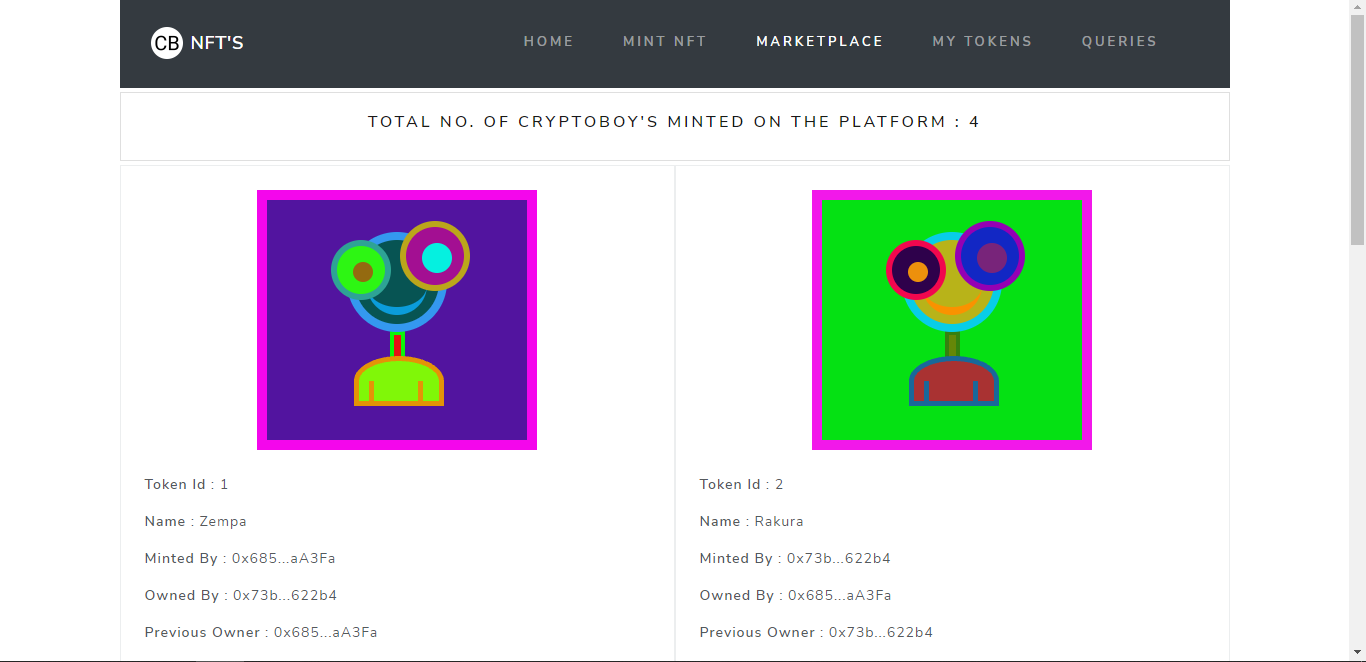 CB NFT'S HOME MINT NFT MARKETPLACE MY TOKENS QUERIES
TOTAL NO. OF CRYPTOBOY'S MINTED ON THE PLATFORM : 4
Token Id : 1
Name : Zempa
Minted By : 0x685...aA3Fa
Owned By : 0x73b...622b4
Previous Owner : 0x685...aA3Fa
Token Id : 2
Name : Rakura
Minted By : 0x73b...622b4
Owned By : 0x685...aA3Fa
Previous Owner : 0x73b...622b4